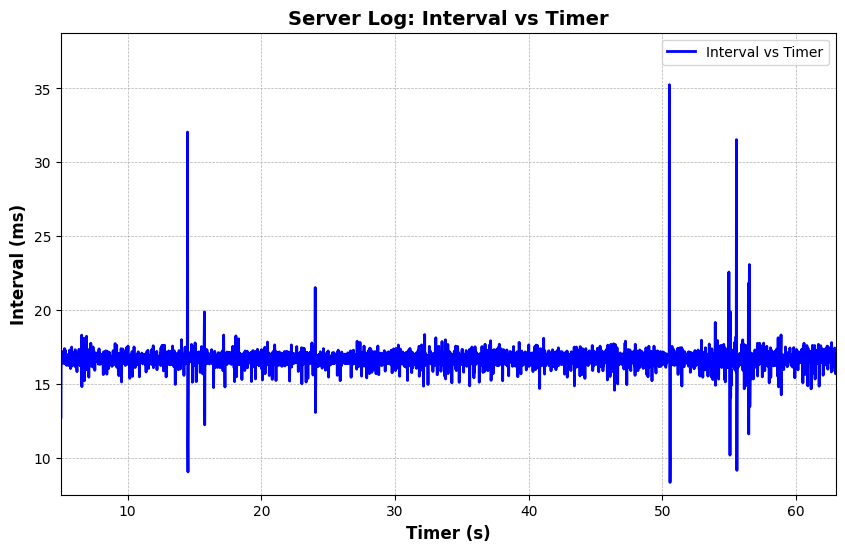 Server Log: Interval vs Timer
Interval vs Timer
35
30
25
20
15
10
Interval (ms)
10 20 30 40 50 60
Timer (s)